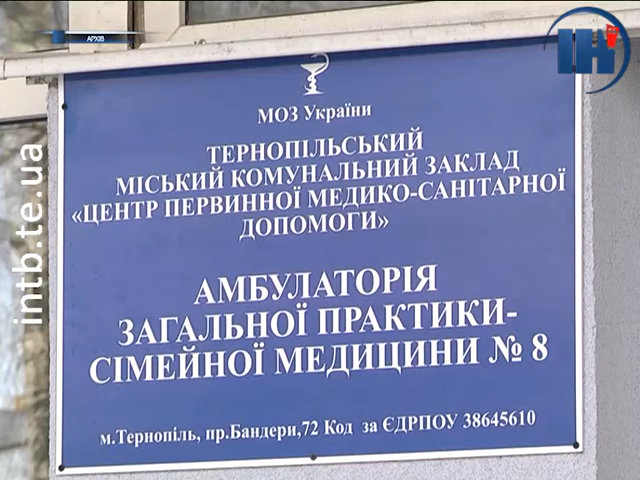 АРХІВ
ІН
intb.te.ua
МОЗ України
ТЕРНОПІЛЬСЬКИЙ
МІСЬКИЙ КОМУНАЛЬНИЙ ЗАКЛАД
«ЦЕНТР ПЕРВИННОЇ МЕДИКО-САНІТАРНОЇ
ДОПОМОГИ»
АМБУЛАТОРІЯ
ЗАГАЛЬНОЇ ПРАКТИКИ-
СІМЕЙНОЇ МЕДИЦИНИ № 8
м.Тернопіль, пр.Бандери,72 Код за ЄДРПОУ 38645610